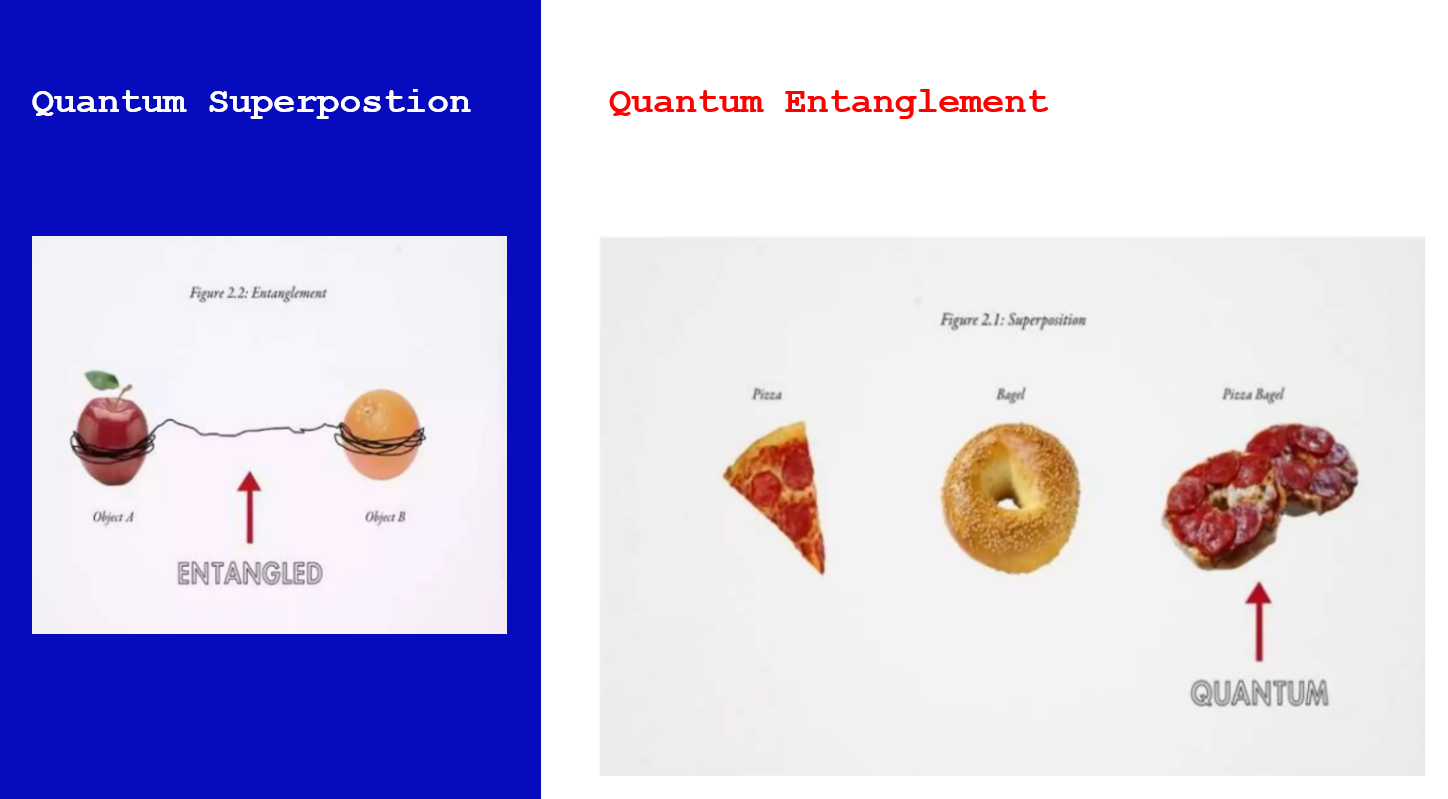 Quantum Superpostion
Figure 2.2: Entanglement
Object A
Object B
ENTANGLED
Quantum Entanglement
Figure 2.1: Superposition
Pizza
Bagel
Pizza Bagel
QUANTUM